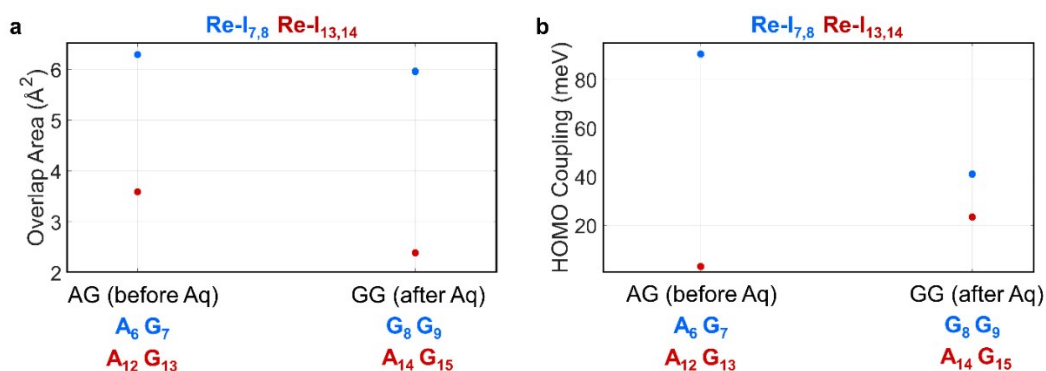 a
Re-I7,8 Re-I13,14
Overlap Area (Å2)
6
5
4
3
2
AG (before Aq)
GG (after Aq)
A6 G7
G8 G9
A12 G13
A14 G15
b
Re-I7,8 Re-I13,14
HOMO Coupling (meV)
80
60
40
20
AG (before Aq)
GG (after Aq)
A6 G7
G8 G9
A12 G13
A14 G15